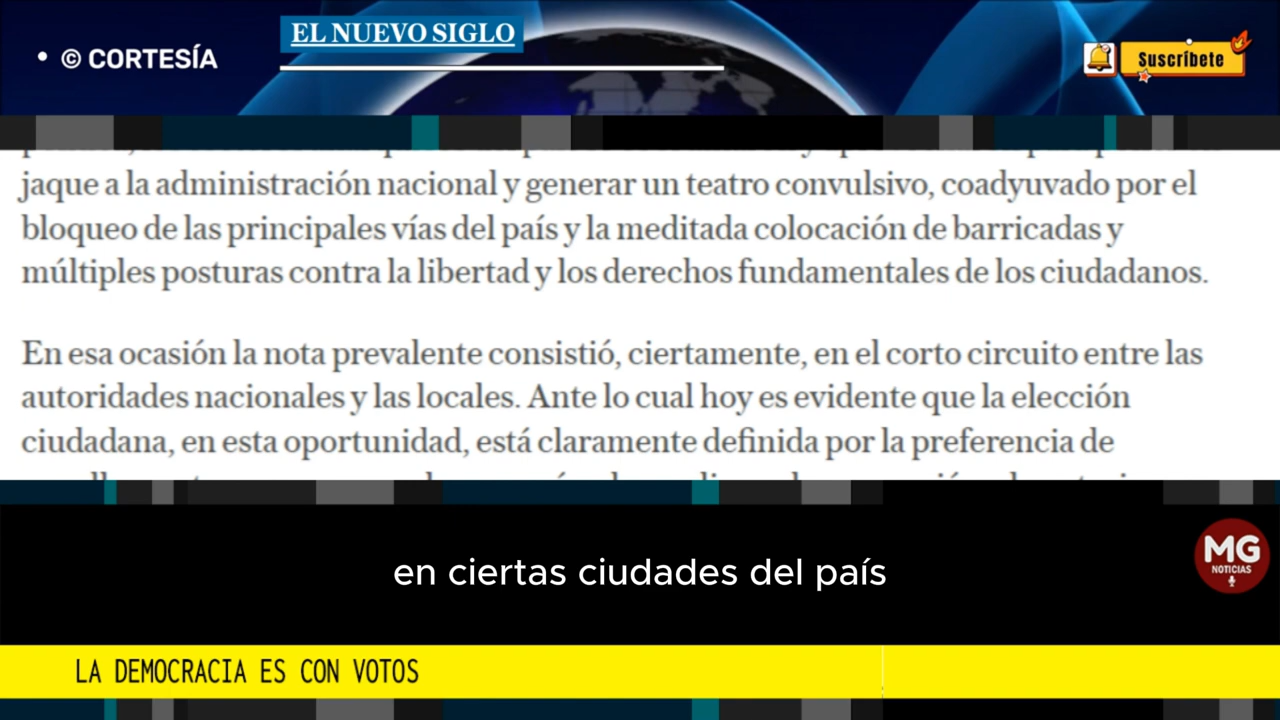 EL NUEVO SIGLO
• © CORTESÍA
Suscríbete
jaque a la administración nacional y generar un teatro convulsivo, coadyuvado por el
bloqueo de las principales vías del país y la meditada colocación de barricadas y
múltiples posturas contra la libertad y los derechos fundamentales de los ciudadanos.
En esa ocasión la nota prevalente consistió, ciertamente, en el corto circuito entre las
autoridades nacionales y las locales. Ante lo cual hoy es evidente que la elección
ciudadana, en esta oportunidad, está claramente definida por la preferencia de
en ciertas ciudades del país
MG
NOTICIAS
LA DEMOCRACIA ES CON VOTOS